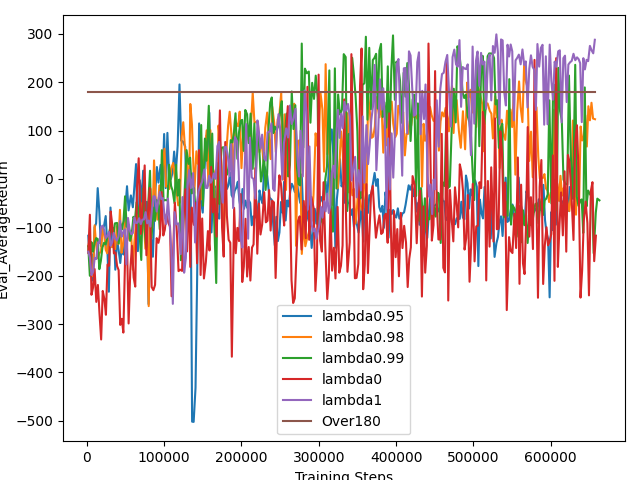 300
200
100
0
−100
−200
−300
−400
−500
Eval_AverageReturn
lambda0.95
lambda0.98
lambda0.99
lambda0
lambda1
Over180
0 100000 200000 300000 400000 500000 600000
Training Steps